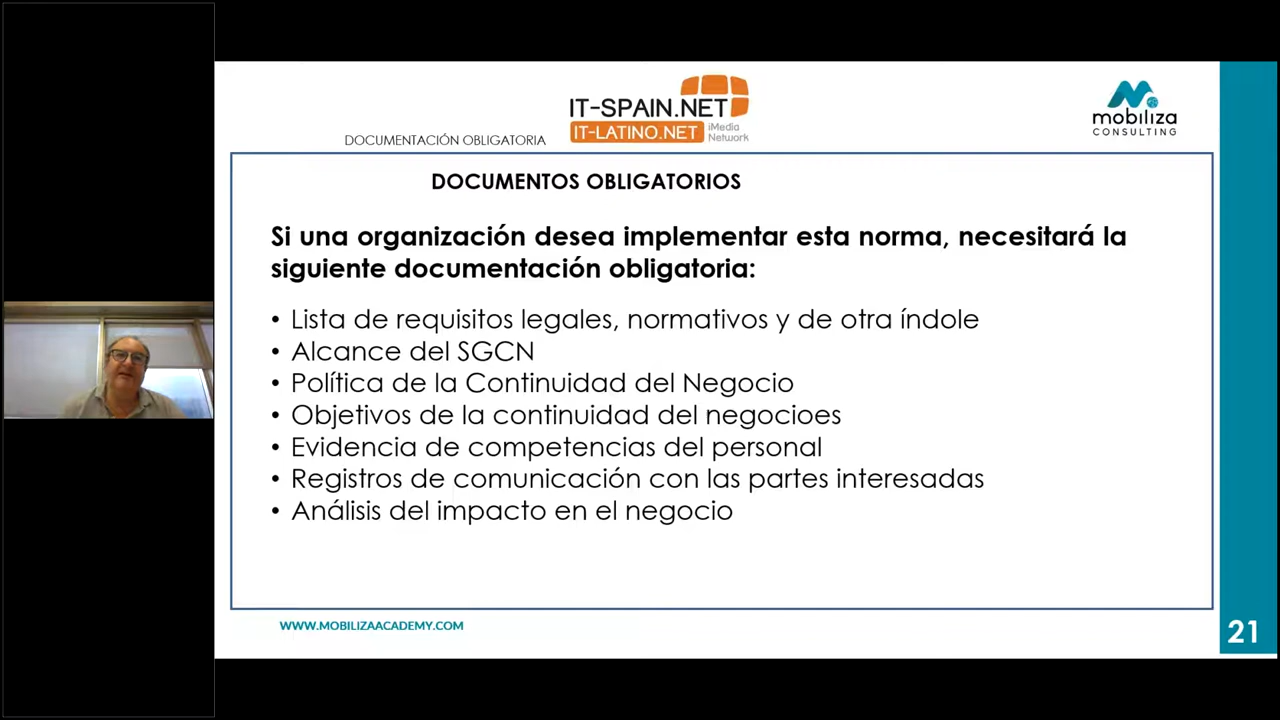 IT-SPAIN.NET
IT-LATINO.NET
iMedia
Network
mobiliza
CONSULTING
DOCUMENTACIÓN OBLIGATORIA
DOCUMENTOS OBLIGATORIOS
Si una organización desea implementar esta norma, necesitará la
siguiente documentación obligatoria:
• Lista de requisitos legales, normativos y de otra índole
• Alcance del SGCN
• Política de la Continuidad del Negocio
• Objetivos de la continuidad del negocioes
• Evidencia de competencias del personal
• Registros de comunicación con las partes interesadas
• Análisis del impacto en el negocio
WWW.MOBILIZAACADEMY.COM
21